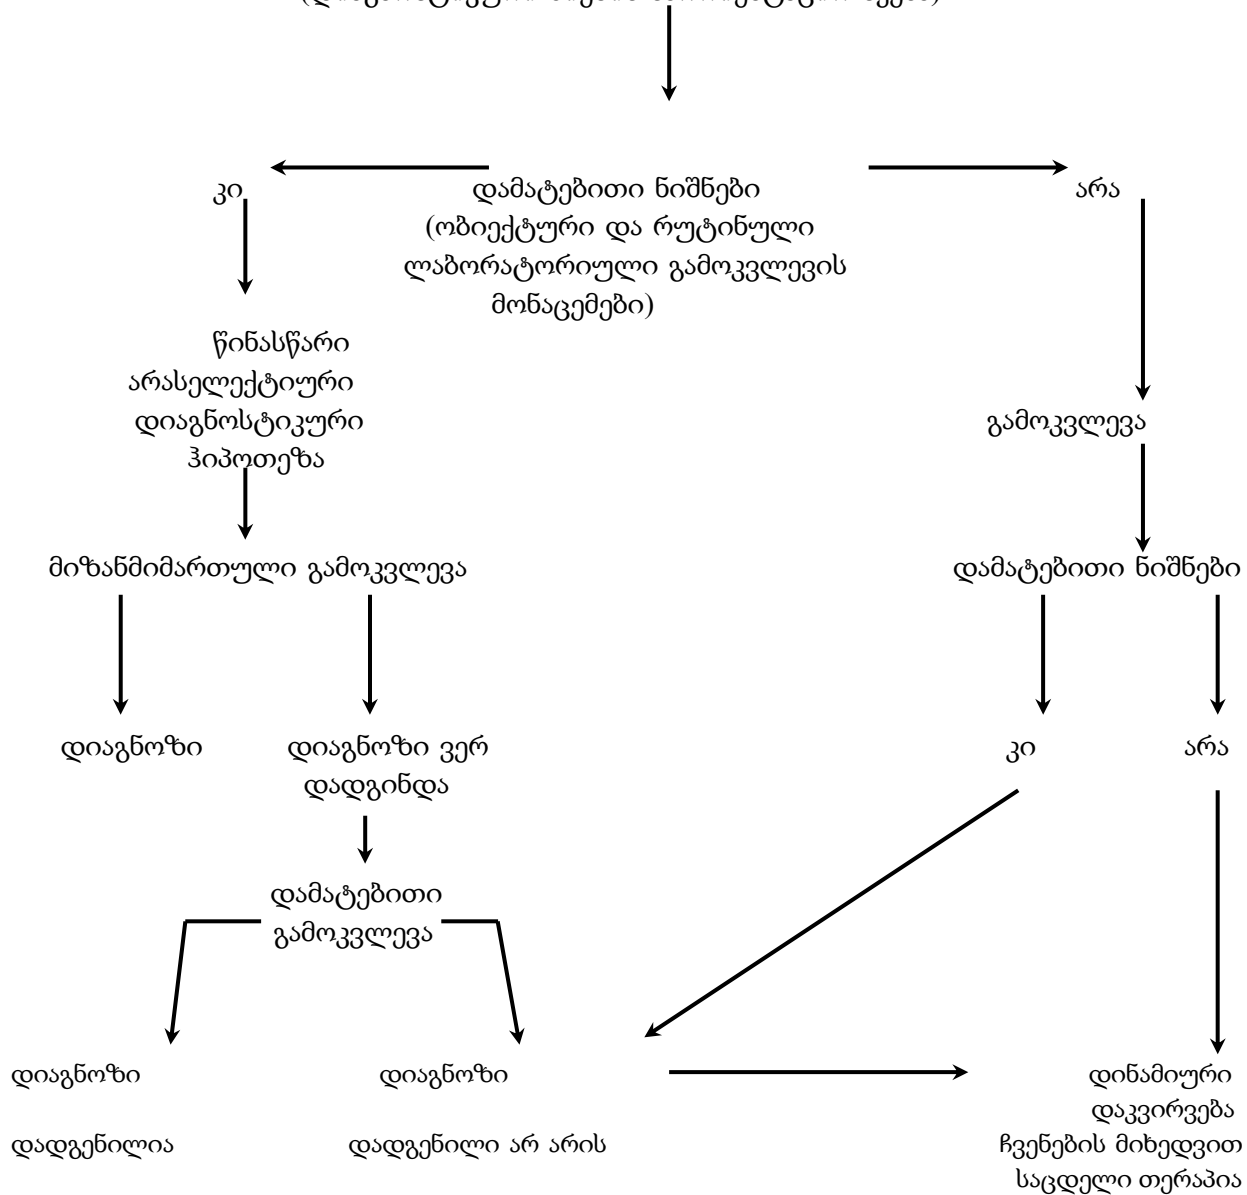 კი
დამატებითი ნიშნები
არა
(ობიექტური და რუტინული
ლაბორატორიული გამოკვლევის
მონაცემები)
წინასწარი
არასელექტიური
დიაგნოსტიკური
ჰიპოთეზა
გამოკვლევა
მიზანმიმართული გამოკვლევა
დამატებითი ნიშნები
დიაგნოზი
დიაგნოზი ვერ
დადგინდა
კი
არა
დამატებითი
გამოკვლევა
დიაგნოზი
დადგენილია
დიაგნოზი
დადგენილი არ არის
დინამიური
დაკვირვება
ჩვენების მიხედვით
საცდელი თერაპია